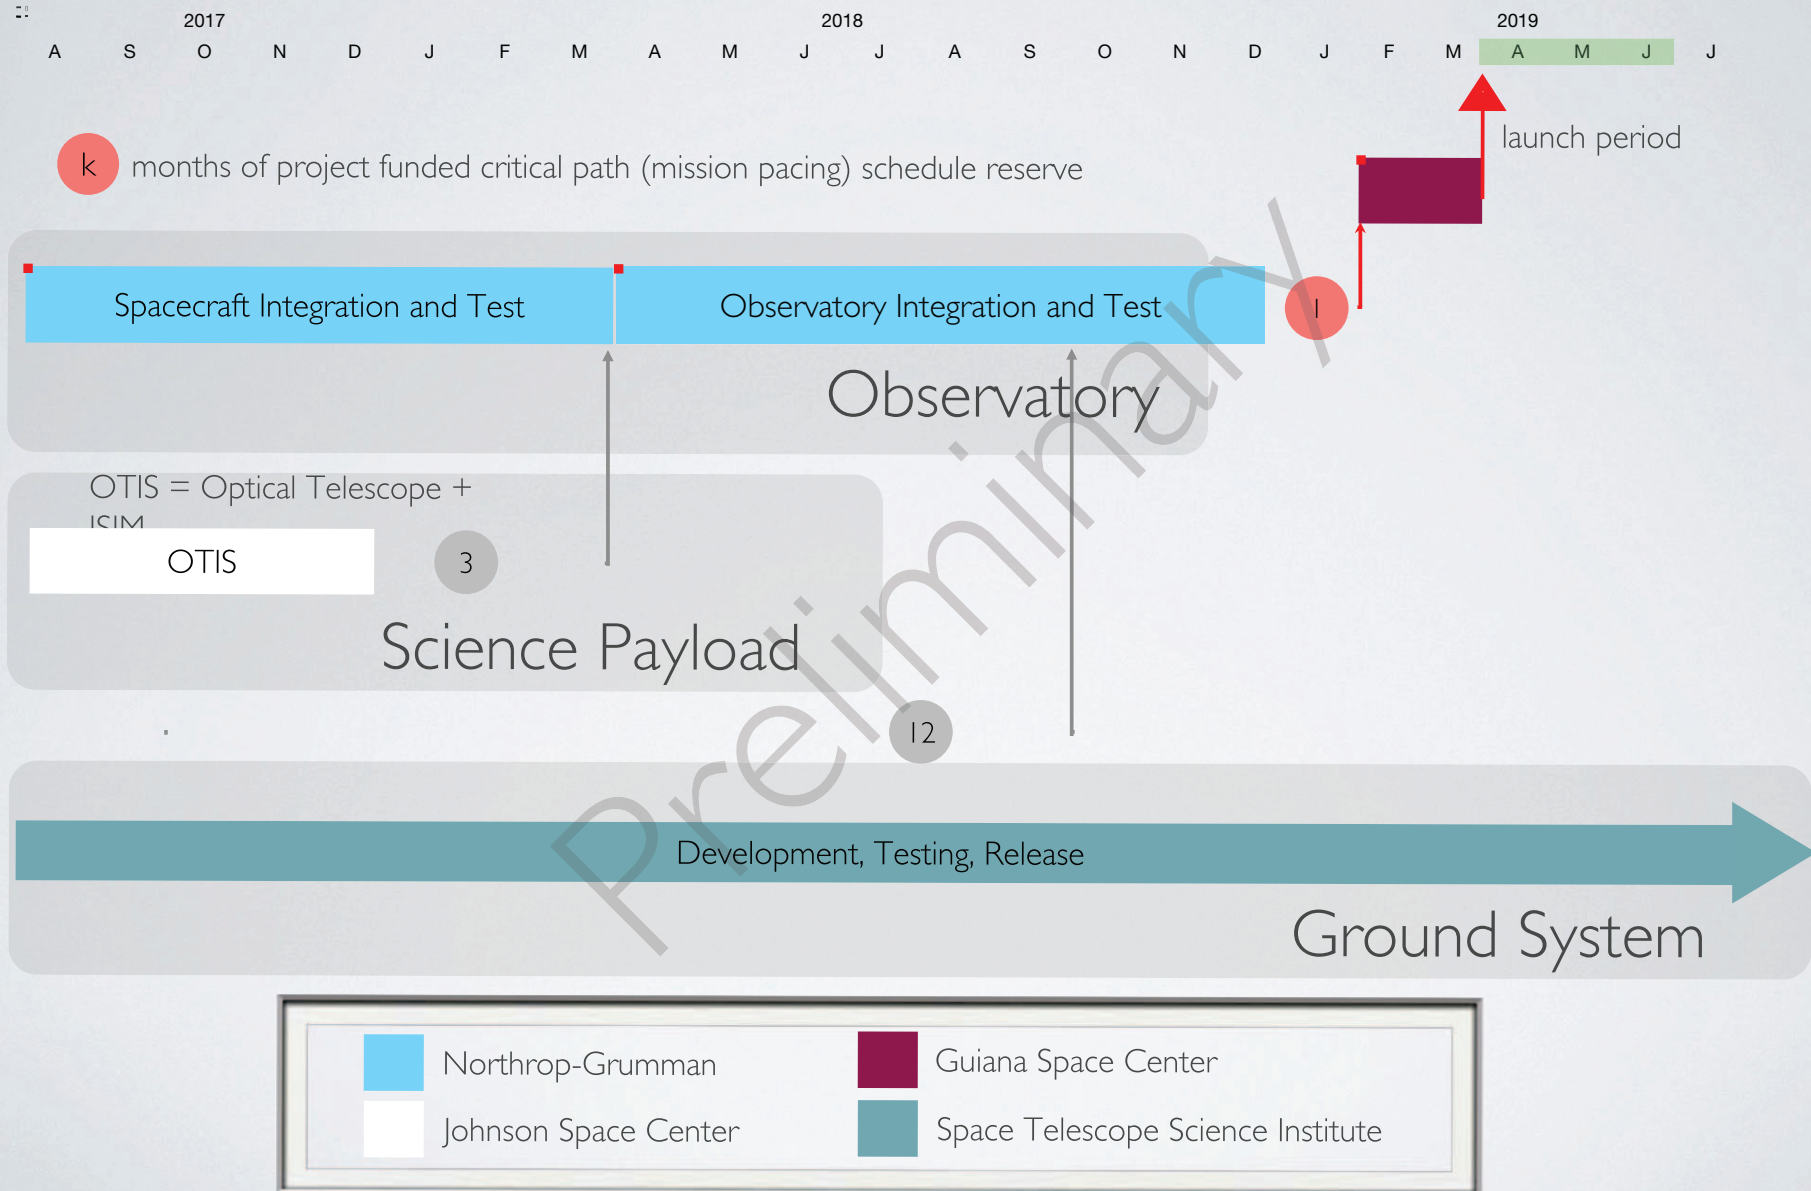 2017 2018 2019
A S O N D J F M A M J J A S O N D J F M A M J J
launch period
k months of project funded critical path (mission pacing) schedule reserve
Spacecraft Integration and Test
Observatory Integration and Test
1
Observatory
OTIS = Optical Telescope +
ISIM
OTIS
3
Science Payload
12
Preliminary
Development, Testing, Release
Ground System
Northrop-Grumman
Guiana Space Center
Johnson Space Center
Space Telescope Science Institute